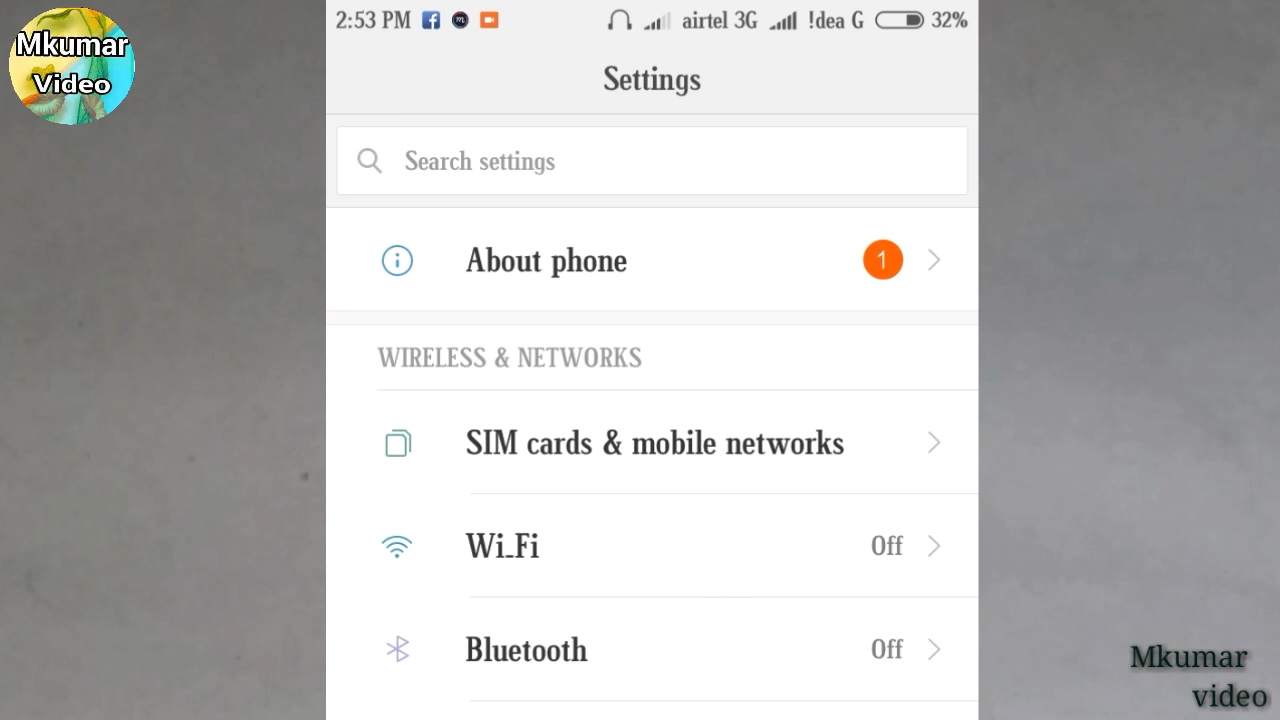 Mkumar
Video
2:53 PM airtel 3G !dea G 32%
Settings
Search settings
About phone 1
WIRELESS & NETWORKS
SIM cards & mobile networks
Wi-Fi Off
Bluetooth Off
Mkumar
video